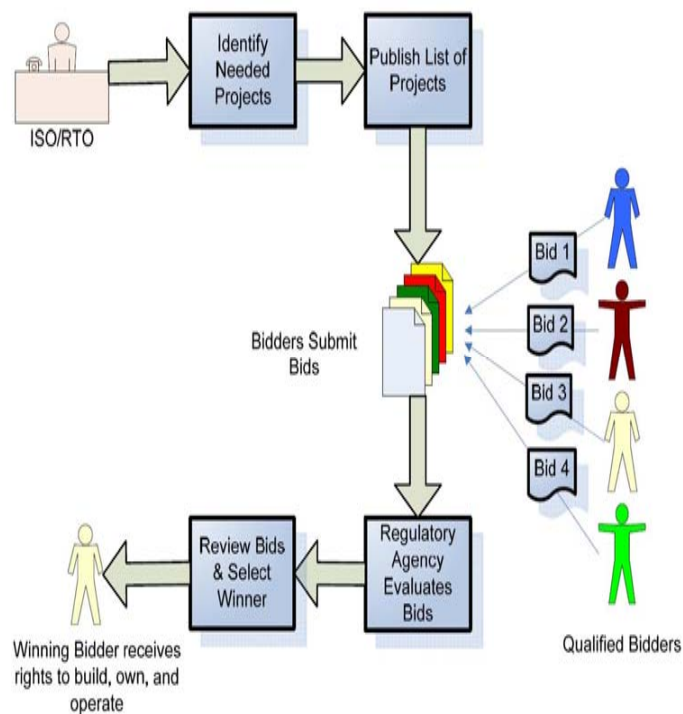 ISO/RTO
Identify
Needed
Projects
Publish List of
Projects
Bidders Submit
Bids
Bid 1
Bid 2
Bid 3
Bid 4
Qualified Bidders
Regulatory
Agency
Evaluates
Bids
Review Bids
& Select
Winner
Winning Bidder receives
rights to build, own, and
operate